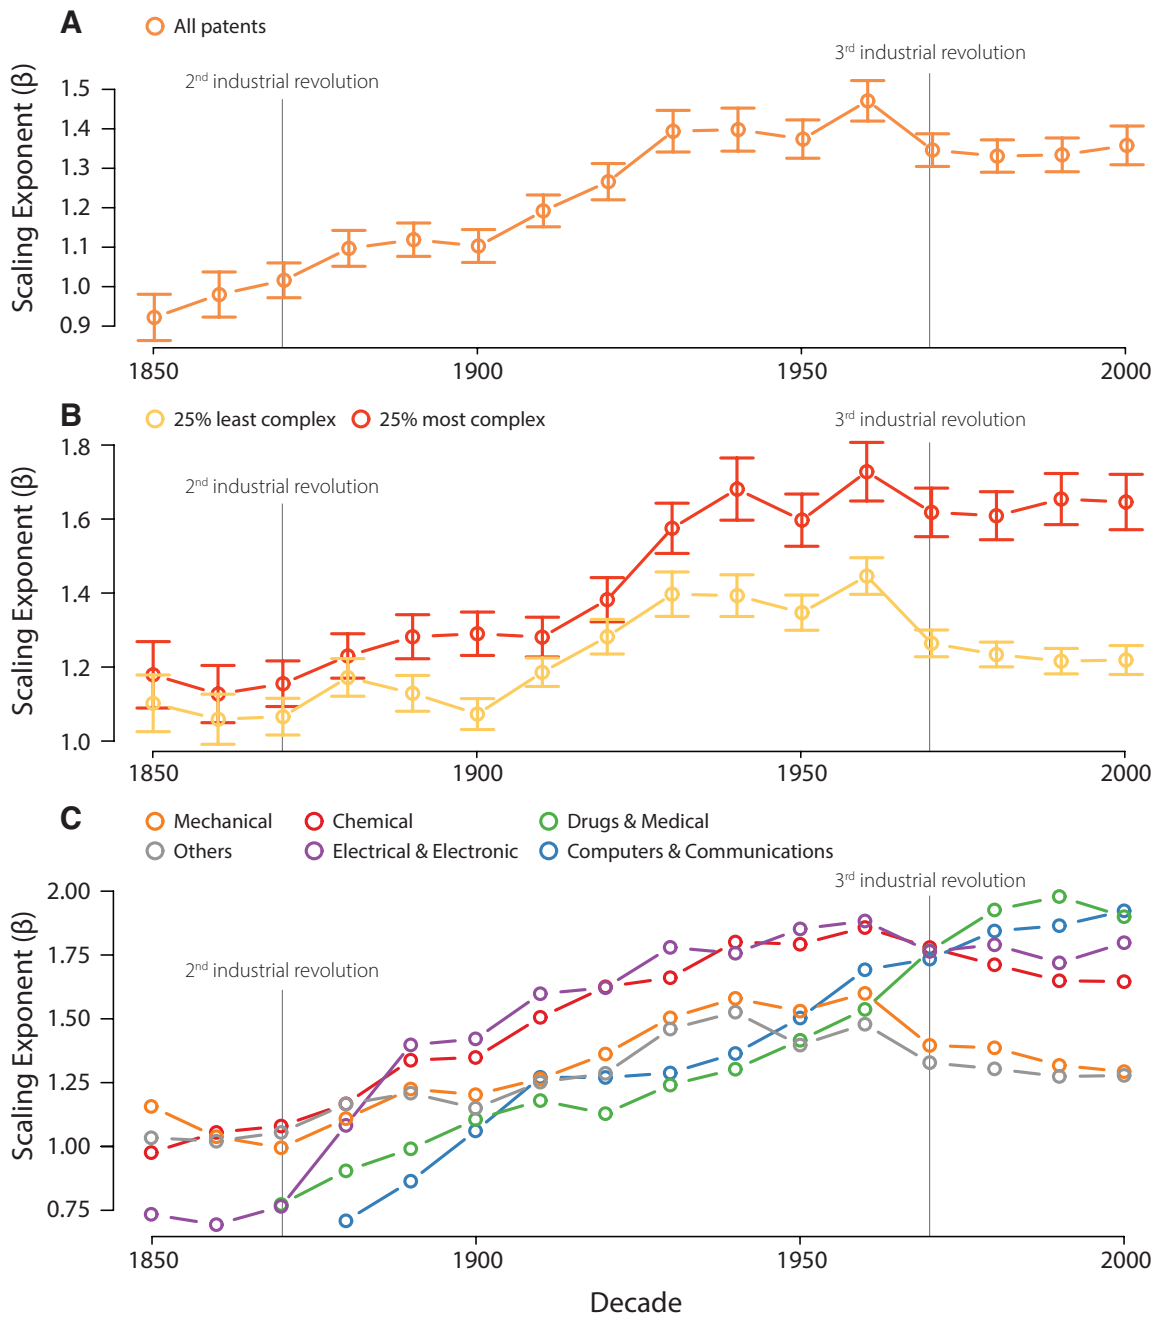 A
All patents
2nd industrial revolution
3rd industrial revolution
Scaling Exponent (β)
1.5
1.4
1.3
1.2
1.1
1.0
0.9
1850
1900
1950
2000
B
25% least complex
25% most complex
3rd industrial revolution
2nd industrial revolution
Scaling Exponent (β)
1.8
1.6
1.4
1.2
1.0
1850
1900
1950
2000
C
Mechanical
Chemical
Drugs & Medical
Others
Electrical & Electronic
Computers & Communications
3rd industrial revolution
2nd industrial revolution
Scaling Exponent (β)
2.00
1.75
1.50
1.25
1.00
0.75
1850
1900
1950
2000
Decade